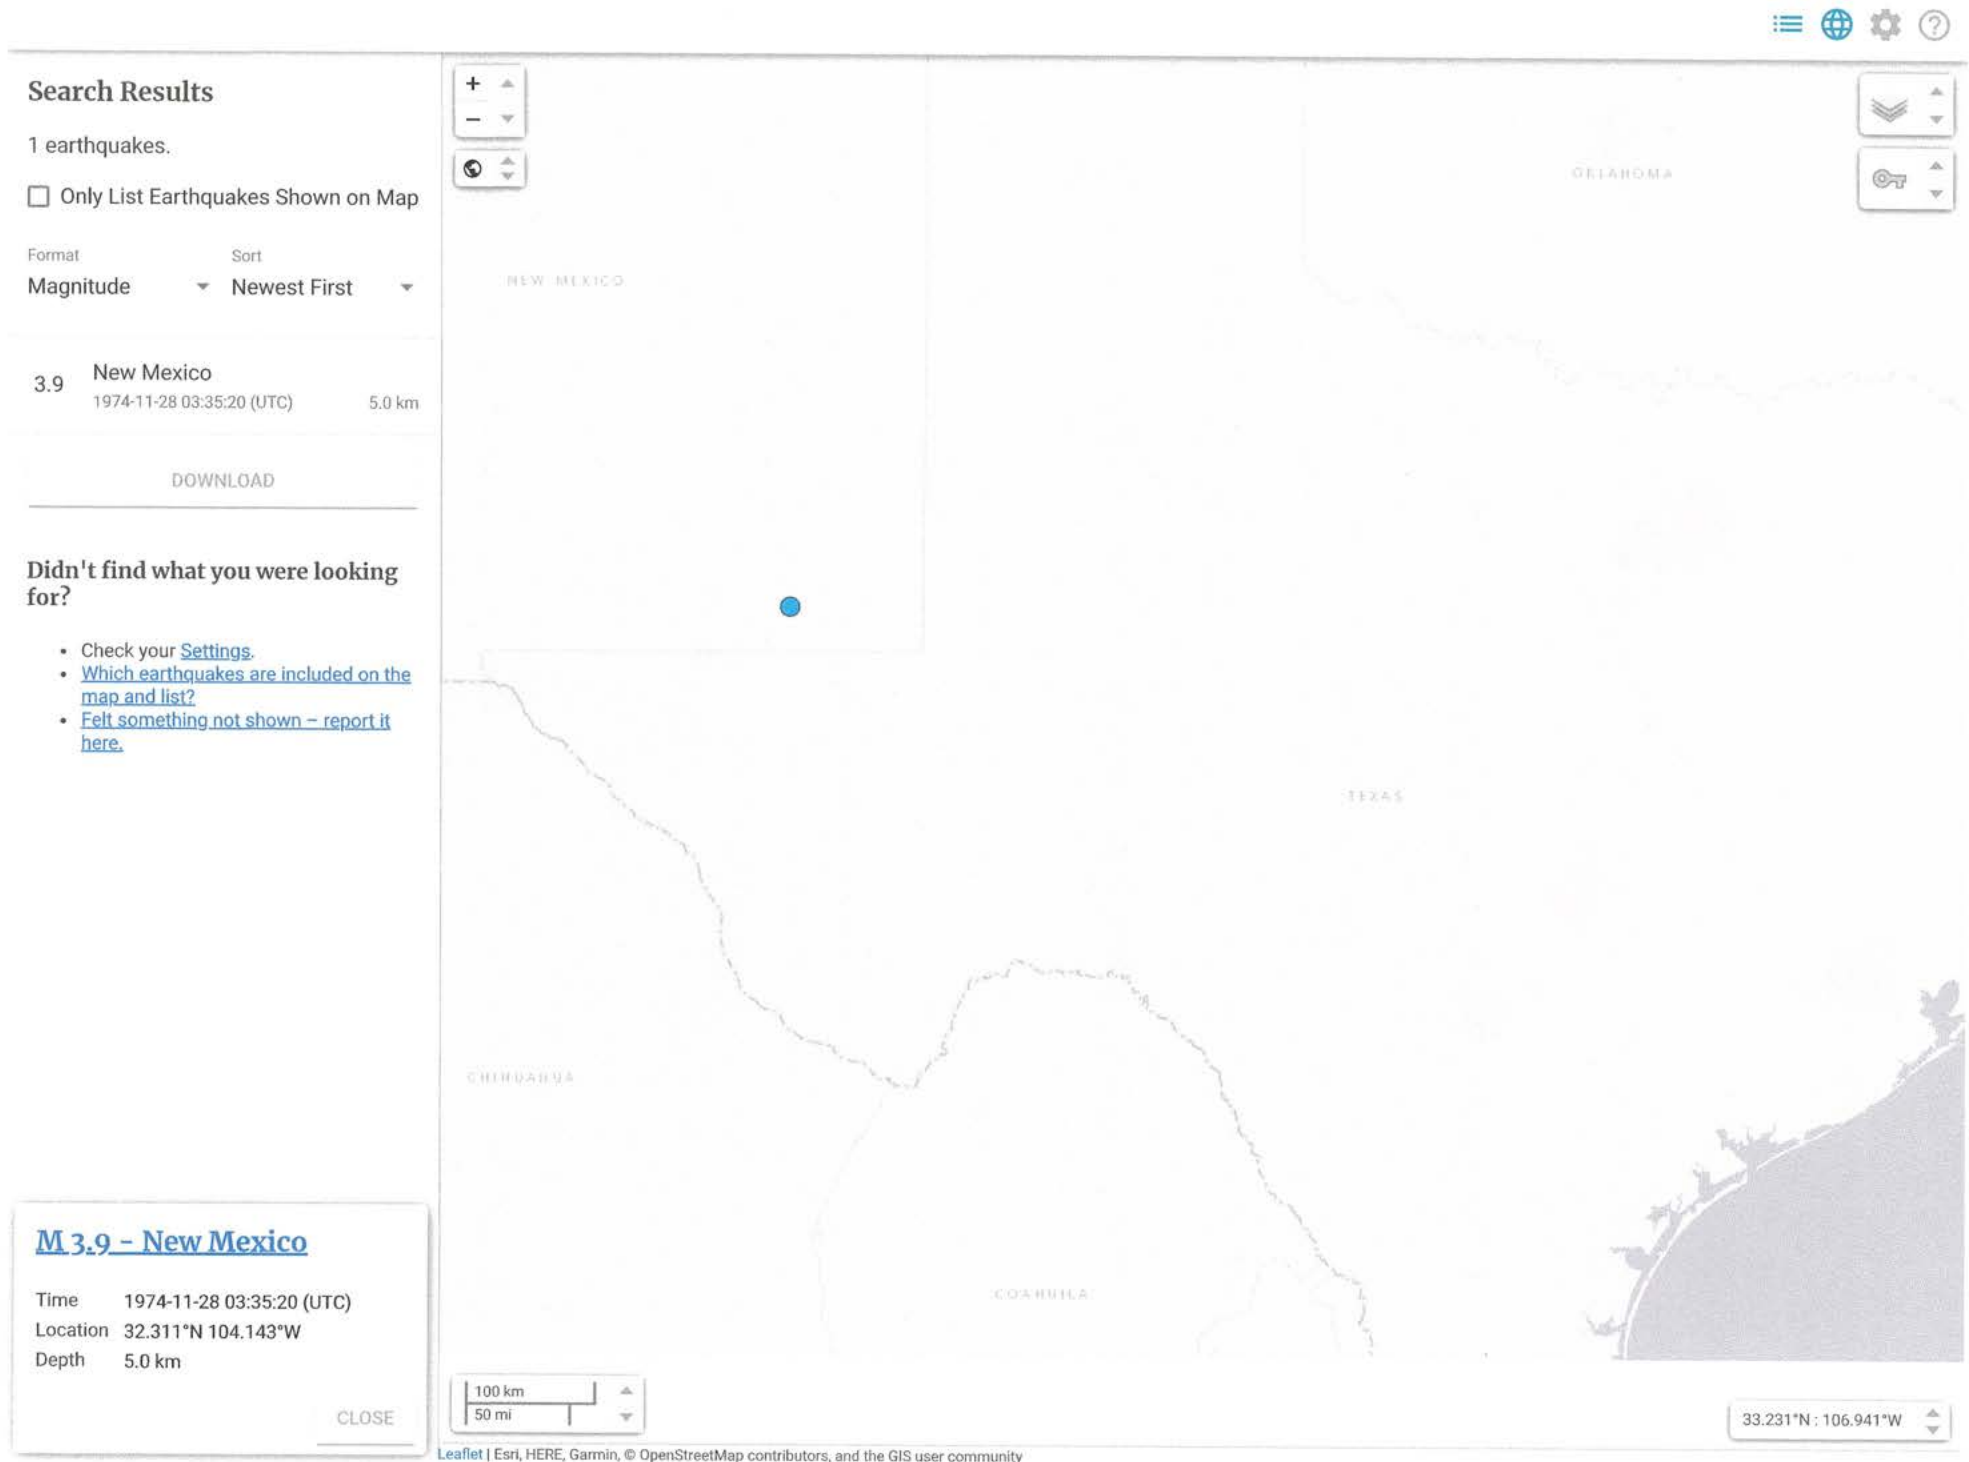 Search Results
1 earthquakes.
Only List Earthquakes Shown on Map
Format
Sort
Magnitude
Newest First
3.9
New Mexico
1974-11-28 03:35:20 (UTC)
5.0 km
DOWNLOAD
Didn't find what you were looking
for?
• Check your Settings.
• Which earthquakes are included on the
map and list?
• Felt something not shown – report it
here.
M 3.9 - New Mexico
Time 1974-11-28 03:35:20 (UTC)
Location 32.311°N 104.143°W
Depth 5.0 km
CLOSE
+
−
OKLAHOMA
NEW MEXICO
TEXAS
CHIHUAHUA
COAHUILA
100 km
50 mi
33.231°N : 106.941°W
Leaflet | Esri, HERE, Garmin, © OpenStreetMap contributors, and the GIS user community